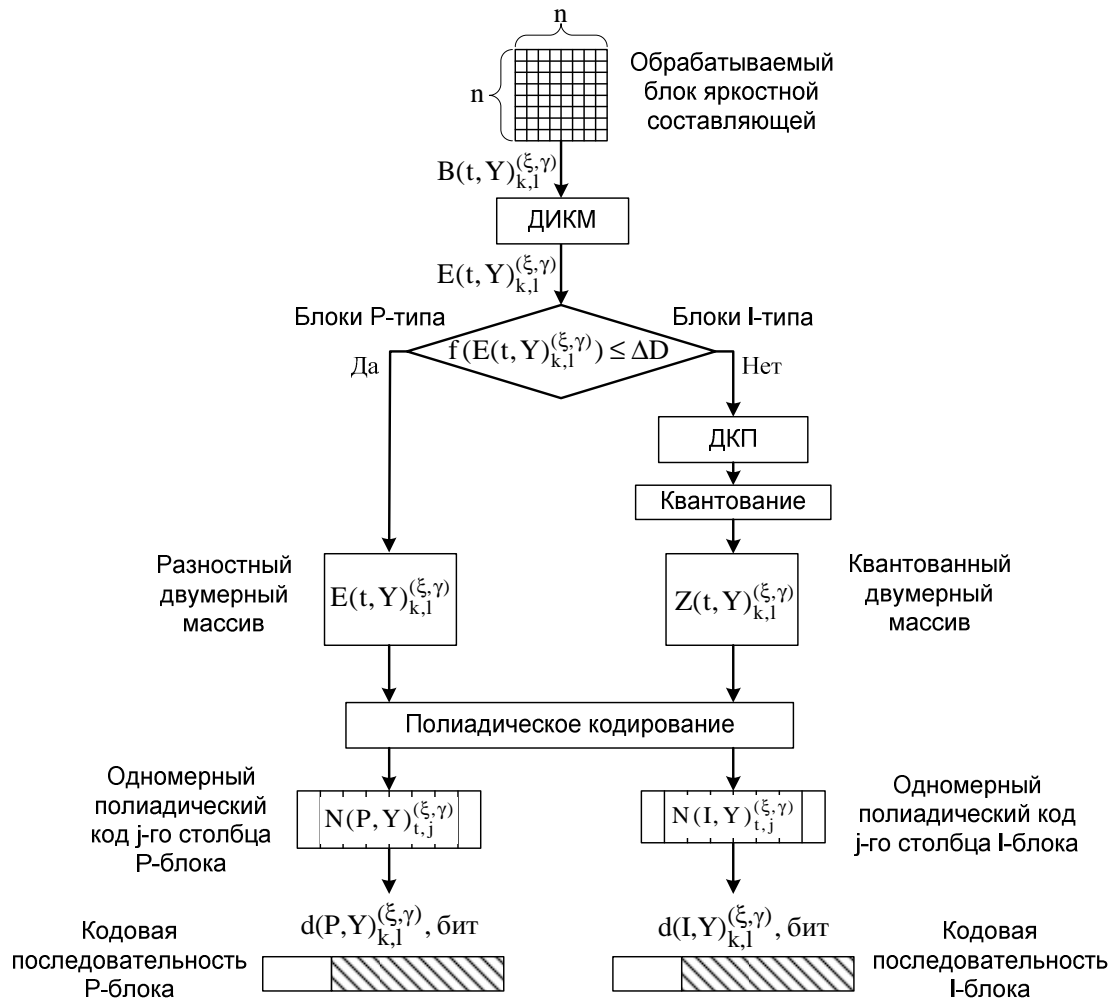 n
n
Обрабатываемый
блок яркостной
составляющей
B(t, Y)_{k,l}^{(ξ,γ)}
ДИКМ
E(t, Y)_{k,l}^{(ξ,γ)}
Блоки P-типа
Блоки I-типа
f (E(t, Y)_{k,l}^{(ξ,γ)}) ≤ ΔD
Да
Нет
ДКП
Квантование
Разностный
двумерный
массив
E(t, Y)_{k,l}^{(ξ,γ)}
Z(t, Y)_{k,l}^{(ξ,γ)}
Квантованный
двумерный
массив
Полиадическое кодирование
Одномерный
полиадический
код j-го столбца
P-блока
N(P, Y)_{t,j}^{(ξ,γ)}
N(I, Y)_{t,j}^{(ξ,γ)}
Одномерный
полиадический код
j-го столбца I-блока
d(P,Y)_{k,l}^{(ξ,γ)}, бит
d(I,Y)_{k,l}^{(ξ,γ)}, бит
Кодовая
последовательность
P-блока
Кодовая
последовательность
I-блока